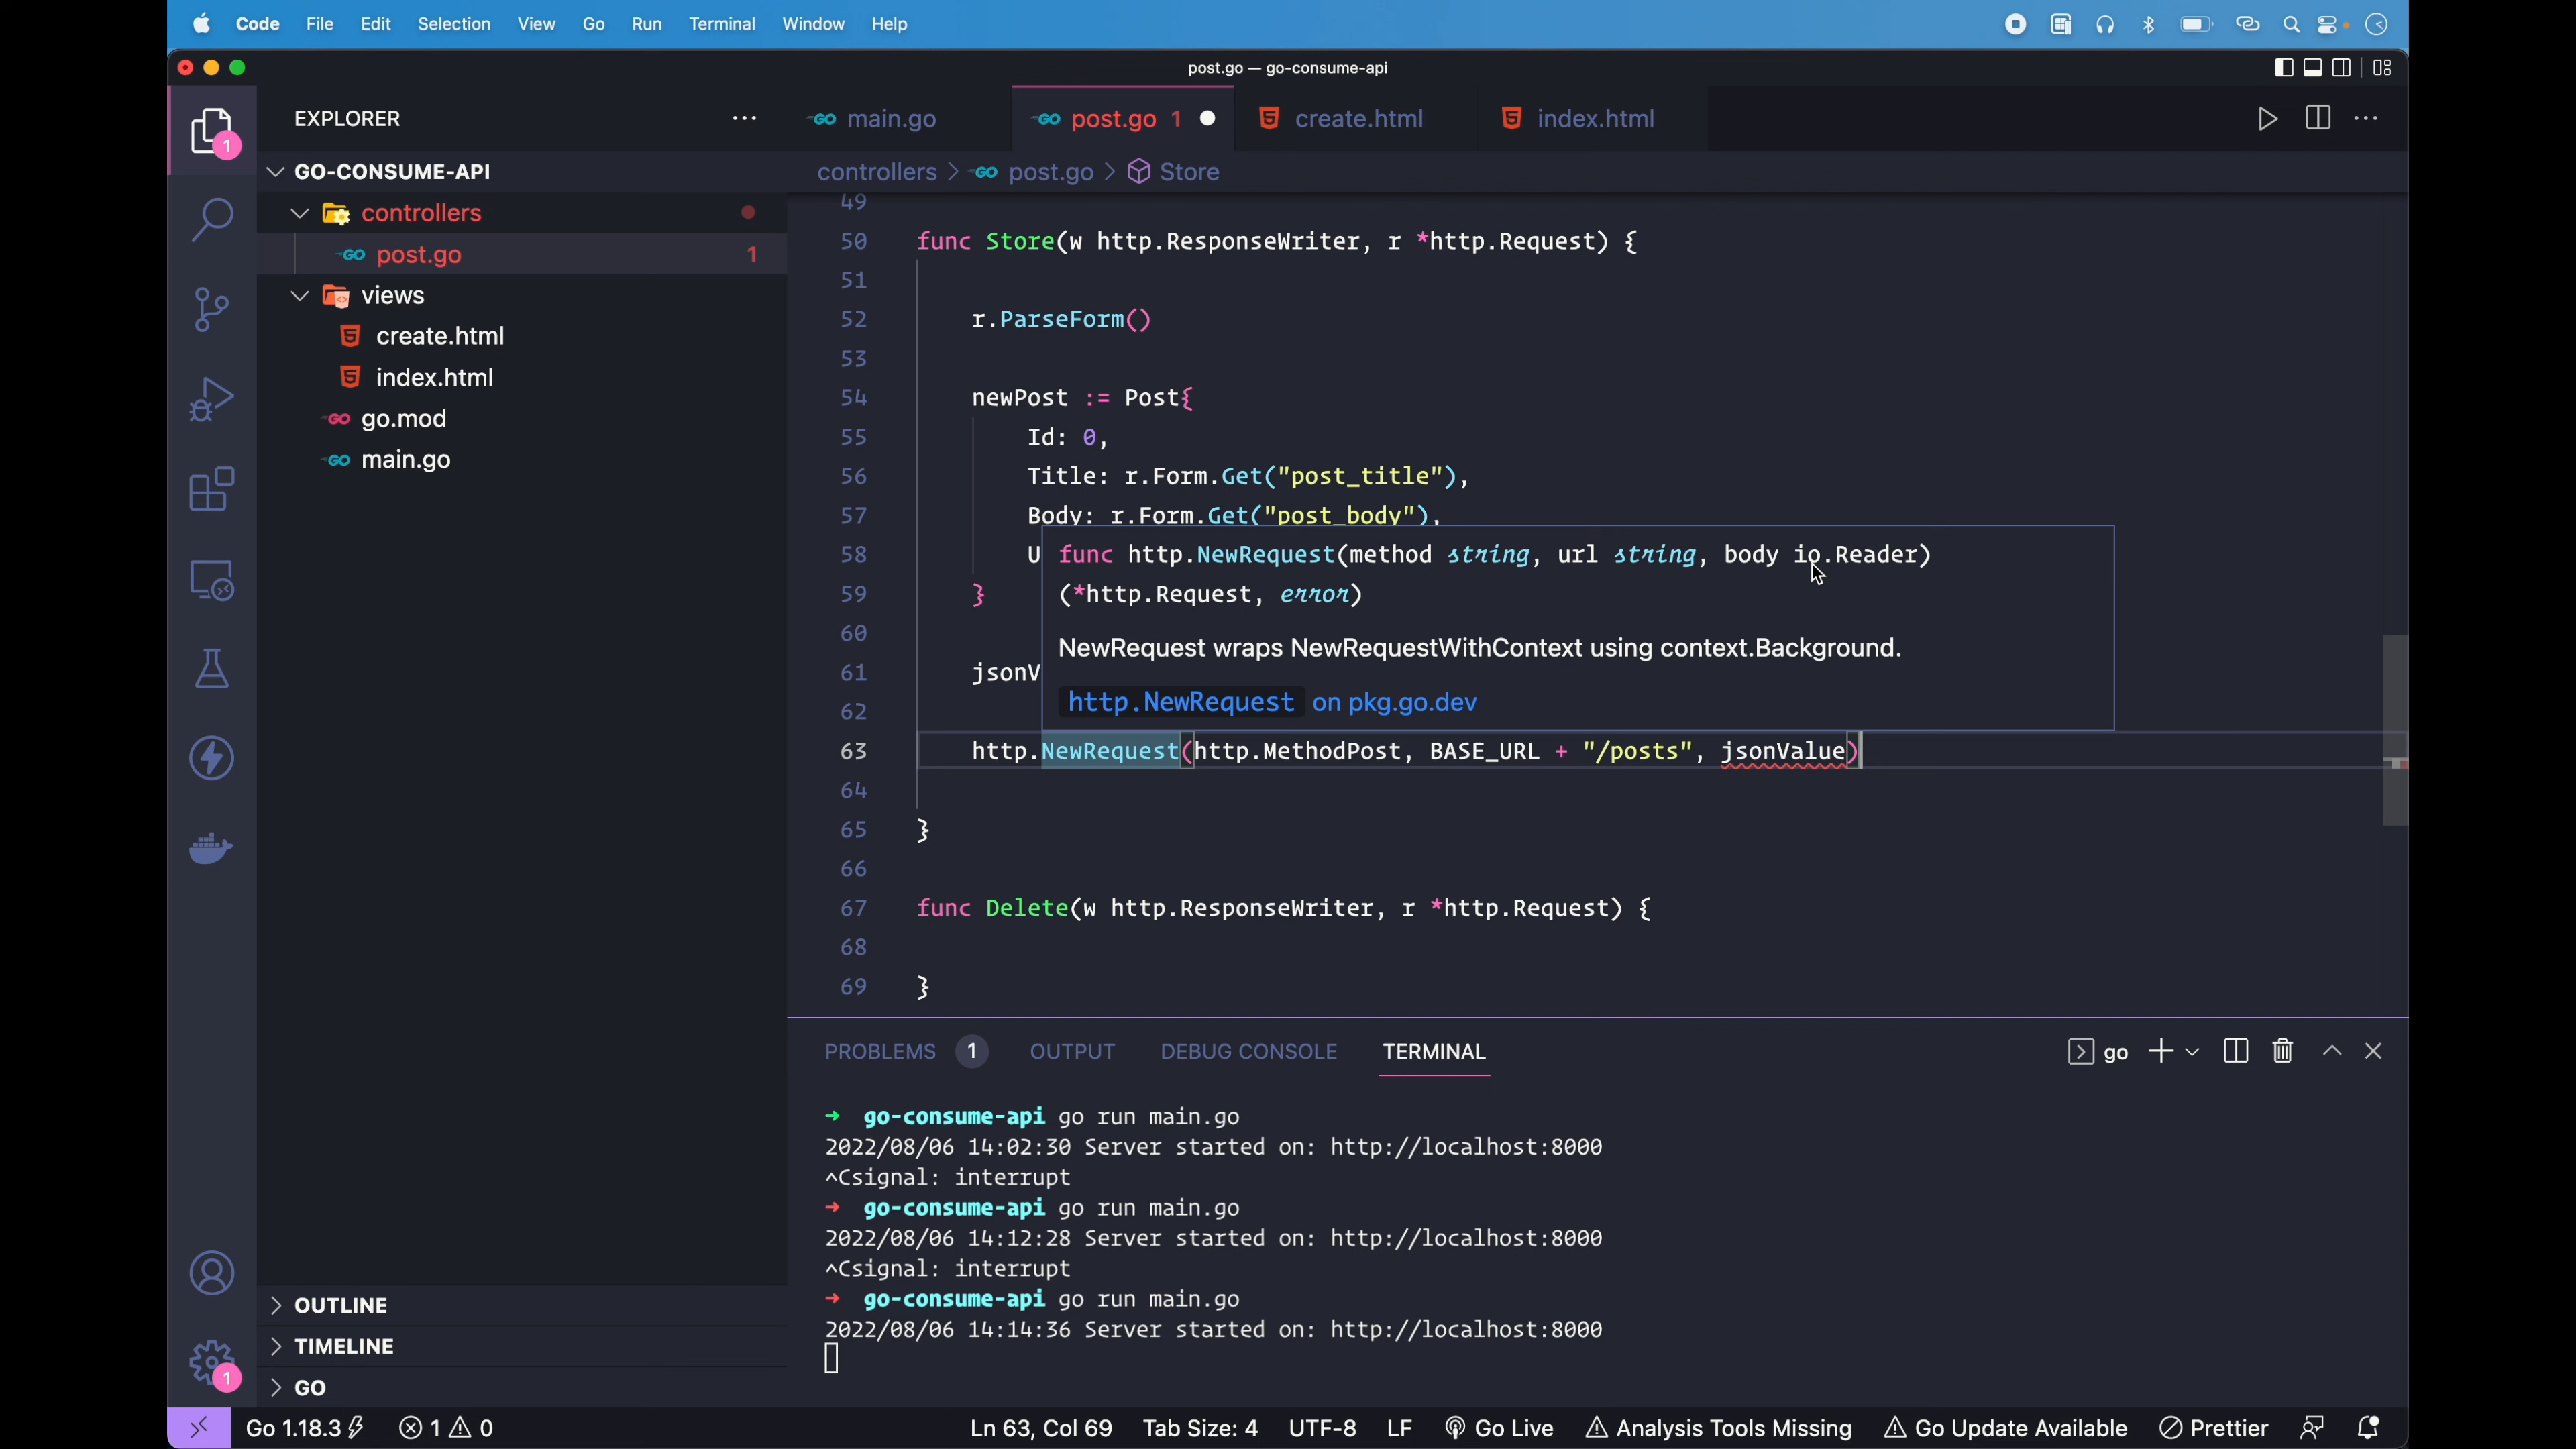 Code File Edit Selection View Go Run Terminal Window Help
post.go — go-consume-api
EXPLORER
main.go
post.go 1
create.html
index.html
1
GO-CONSUME-API
controllers > post.go > Store
controllers
post.go 1
views
create.html
index.html
go.mod
main.go
49
50 func Store(w http.ResponseWriter, r *http.Request) {
51
52 r.ParseForm()
53
54 newPost := Post{
55 Id: 0,
56 Title: r.Form.Get("post_title"),
57 Body: r.Form.Get("post_body"),
58 U
59 }
60
61 jsonV
62
func http.NewRequest(method string, url string, body io.Reader)
(*http.Request, error)
NewRequest wraps NewRequestWithContext using context.Background.
http.NewRequest on pkg.go.dev
63 http.NewRequest(http.MethodPost, BASE_URL + "/posts", jsonValue)
64
65 }
66
67 func Delete(w http.ResponseWriter, r *http.Request) {
68
69 }
PROBLEMS 1 OUTPUT DEBUG CONSOLE TERMINAL
go
→ go-consume-api go run main.go
2022/08/06 14:02:30 Server started on: http://localhost:8000
^Csignal: interrupt
→ go-consume-api go run main.go
2022/08/06 14:12:28 Server started on: http://localhost:8000
^Csignal: interrupt
→ go-consume-api go run main.go
2022/08/06 14:14:36 Server started on: http://localhost:8000
OUTLINE
TIMELINE
GO
1
Go 1.18.3 1 0 Ln 63, Col 69 Tab Size: 4 UTF-8 LF Go Live Analysis Tools Missing Go Update Available Prettier